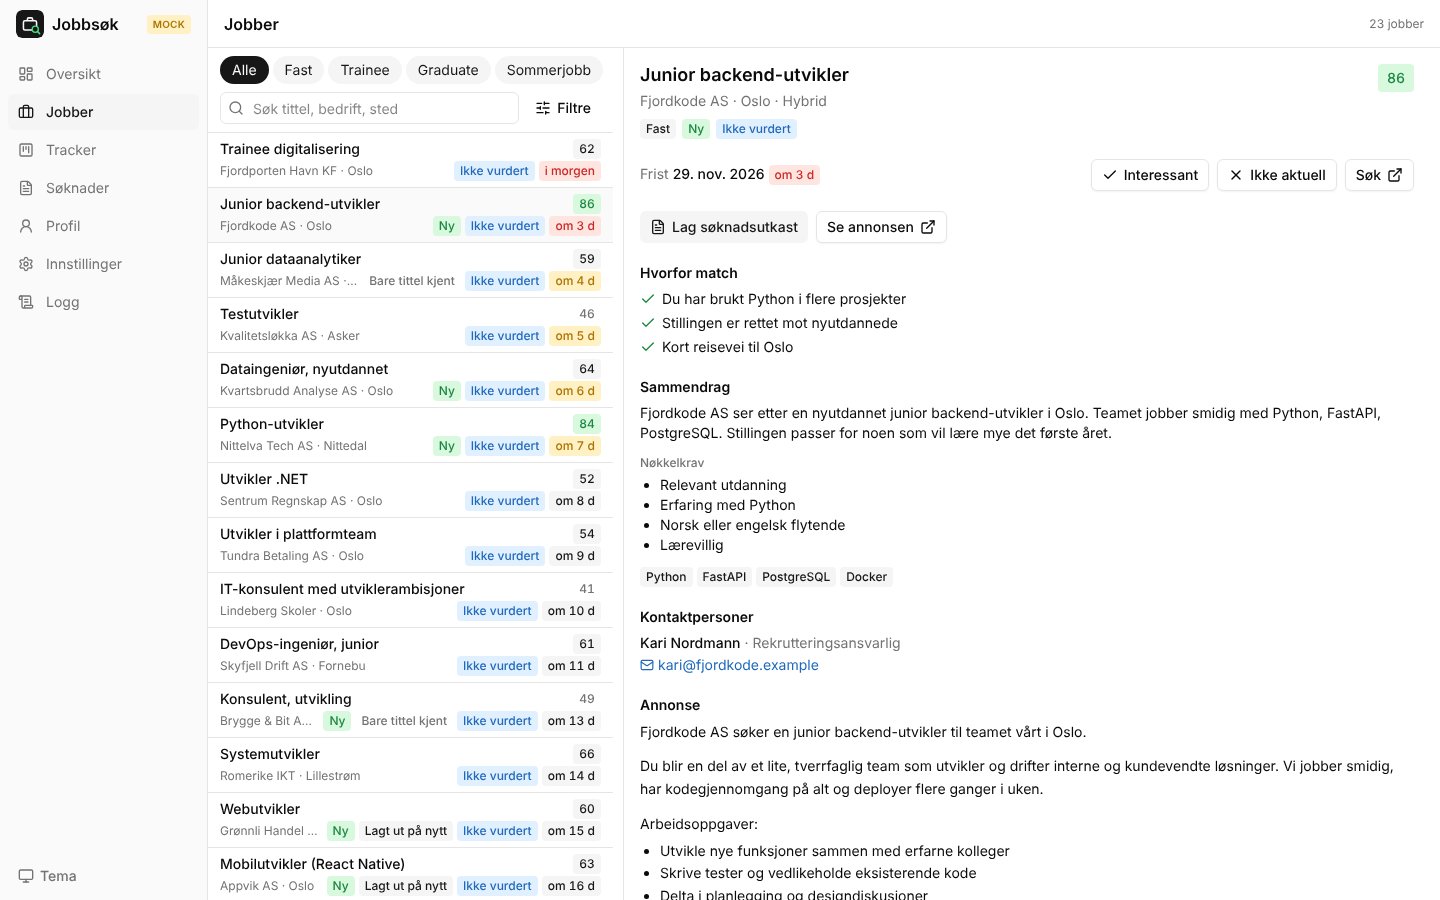 Jobbsøk MOCK
Oversikt
Jobber
Tracker
Søknader
Profil
Innstillinger
Logg
Tema
Jobber
23 jobber
Alle Fast Trainee Graduate Sommerjobb
Søk tittel, bedrift, sted Filtre
Trainee digitalisering 62
Fjordporten Havn KF · Oslo Ikke vurdert i morgen
Junior backend-utvikler 86
Fjordkode AS · Oslo Ny Ikke vurdert om 3 d
Junior dataanalytiker 59
Måkeskjær Media AS ·... Bare tittel kjent Ikke vurdert om 4 d
Testutvikler 46
Kvalitetsløkka AS · Asker Ikke vurdert om 5 d
Dataingeniør, nyutdannet 64
Kvartsbrudd Analyse AS · Oslo Ny Ikke vurdert om 6 d
Python-utvikler 84
Nittelva Tech AS · Nittedal Ny Ikke vurdert om 7 d
Utvikler .NET 52
Sentrum Regnskap AS · Oslo Ikke vurdert om 8 d
Utvikler i plattformteam 54
Tundra Betaling AS · Oslo Ikke vurdert om 9 d
IT-konsulent med utviklerambisjoner 41
Lindeberg Skoler · Oslo Ikke vurdert om 10 d
DevOps-ingeniør, junior 61
Skyfjell Drift AS · Fornebu Ikke vurdert om 11 d
Konsulent, utvikling 49
Brygge & Bit A... Ny Bare tittel kjent Ikke vurdert om 13 d
Systemutvikler 66
Romerike IKT · Lillestrøm Ikke vurdert om 14 d
Webutvikler 60
Grønnli Handel ... Ny Lagt ut på nytt Ikke vurdert om 15 d
Mobilutvikler (React Native) 63
Appvik AS · Oslo Ny Lagt ut på nytt Ikke vurdert om 16 d
Junior backend-utvikler 86
Fjordkode AS · Oslo · Hybrid
Fast Ny Ikke vurdert
Frist 29. nov. 2026 om 3 d Interessant Ikke aktuell Søk
Lag søknadsutkast Se annonsen
Hvorfor match
Du har brukt Python i flere prosjekter
Stillingen er rettet mot nyutdannede
Kort reisevei til Oslo
Sammendrag
Fjordkode AS ser etter en nyutdannet junior backend-utvikler i Oslo. Teamet jobber smidig med Python, FastAPI,
PostgreSQL. Stillingen passer for noen som vil lære mye det første året.
Nøkkelkrav
• Relevant utdanning
• Erfaring med Python
• Norsk eller engelsk flytende
• Lærevillig
Python FastAPI PostgreSQL Docker
Kontaktpersoner
Kari Nordmann · Rekrutteringsansvarlig
kari@fjordkode.example
Annonse
Fjordkode AS søker en junior backend-utvikler til teamet vårt i Oslo.
Du blir en del av et lite, tverrfaglig team som utvikler og drifter interne og kundevendte løsninger. Vi jobber smidig,
har kodegjennomgang på alt og deployer flere ganger i uken.
Arbeidsoppgaver:
• Utvikle nye funksjoner sammen med erfarne kolleger
• Skrive tester og vedlikeholde eksisterende kode
• Delta i planlegging og designdiskusjoner